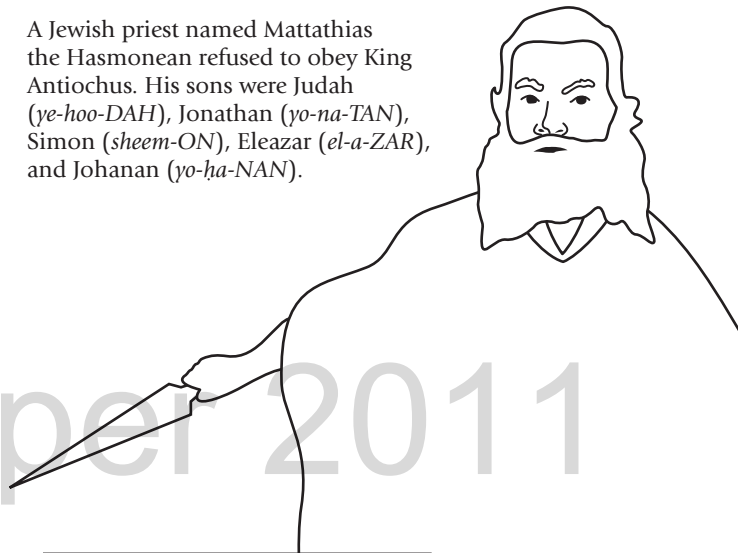 A Jewish priest named Mattathias
the Hasmonean refused to obey King
Antiochus. His sons were Judah
(ye-hoo-DAH), Jonathan (yo-na-TAN),
Simon (sheem-ON), Eleazar (el-a-ZAR),
and Johanan (yo-ḥa-NAN).
per 2011